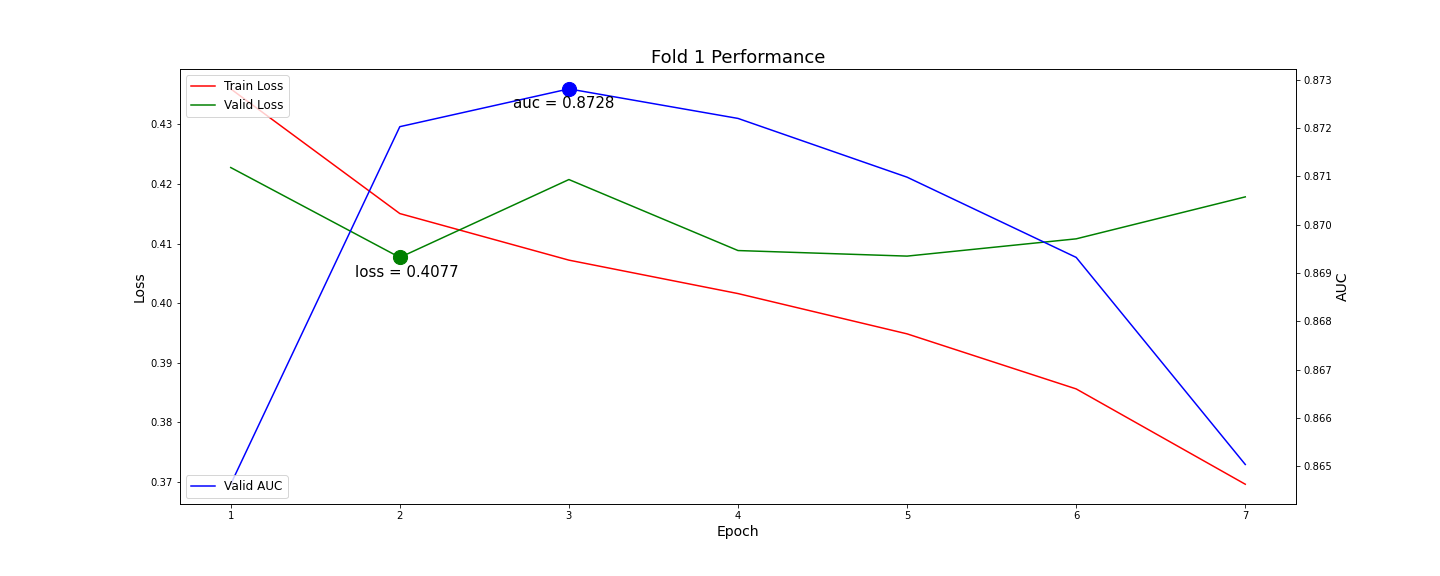 Fold 1 Performance
Train Loss
Valid Loss
auc = 0.8728
loss = 0.4077
Valid AUC
Loss
0.43
0.42
0.41
0.40
0.39
0.38
0.37
AUC
0.873
0.872
0.871
0.870
0.869
0.868
0.867
0.866
0.865
1 2 3 4 5 6 7
Epoch